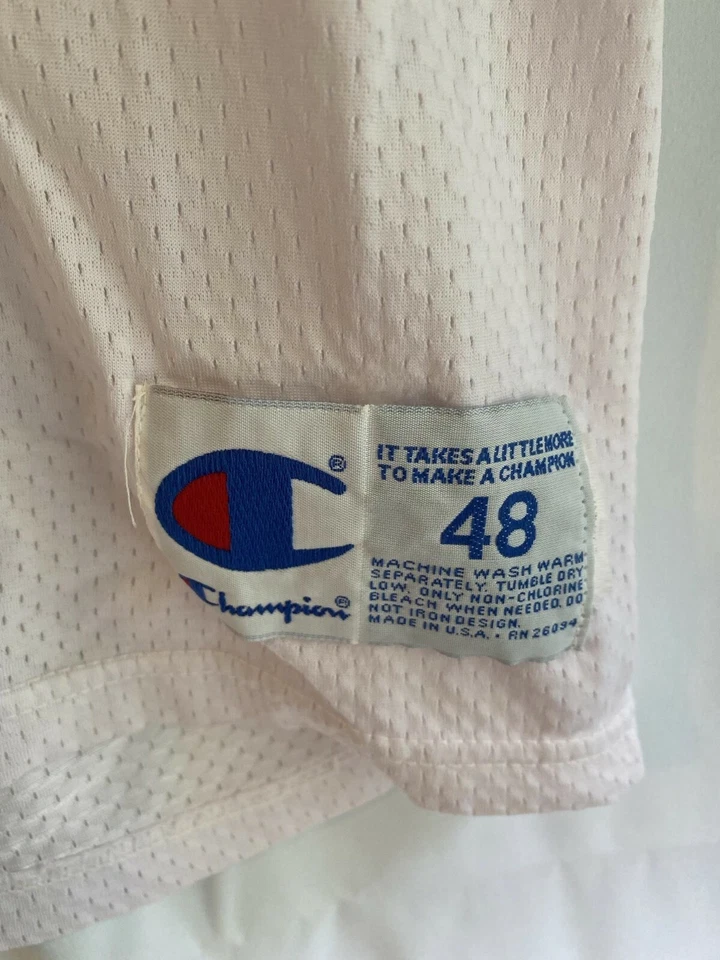 ®
Champion®
IT TAKES A LITTLE MORE
TO MAKE A CHAMPION
48
MACHINE WASH WARM
SEPARATELY. TUMBLE DRY
LOW. ONLY NON-CHLORINE
BLEACH WHEN NEEDED. DO
NOT IRON DESIGN.
MADE IN U.S.A. • RN 26094